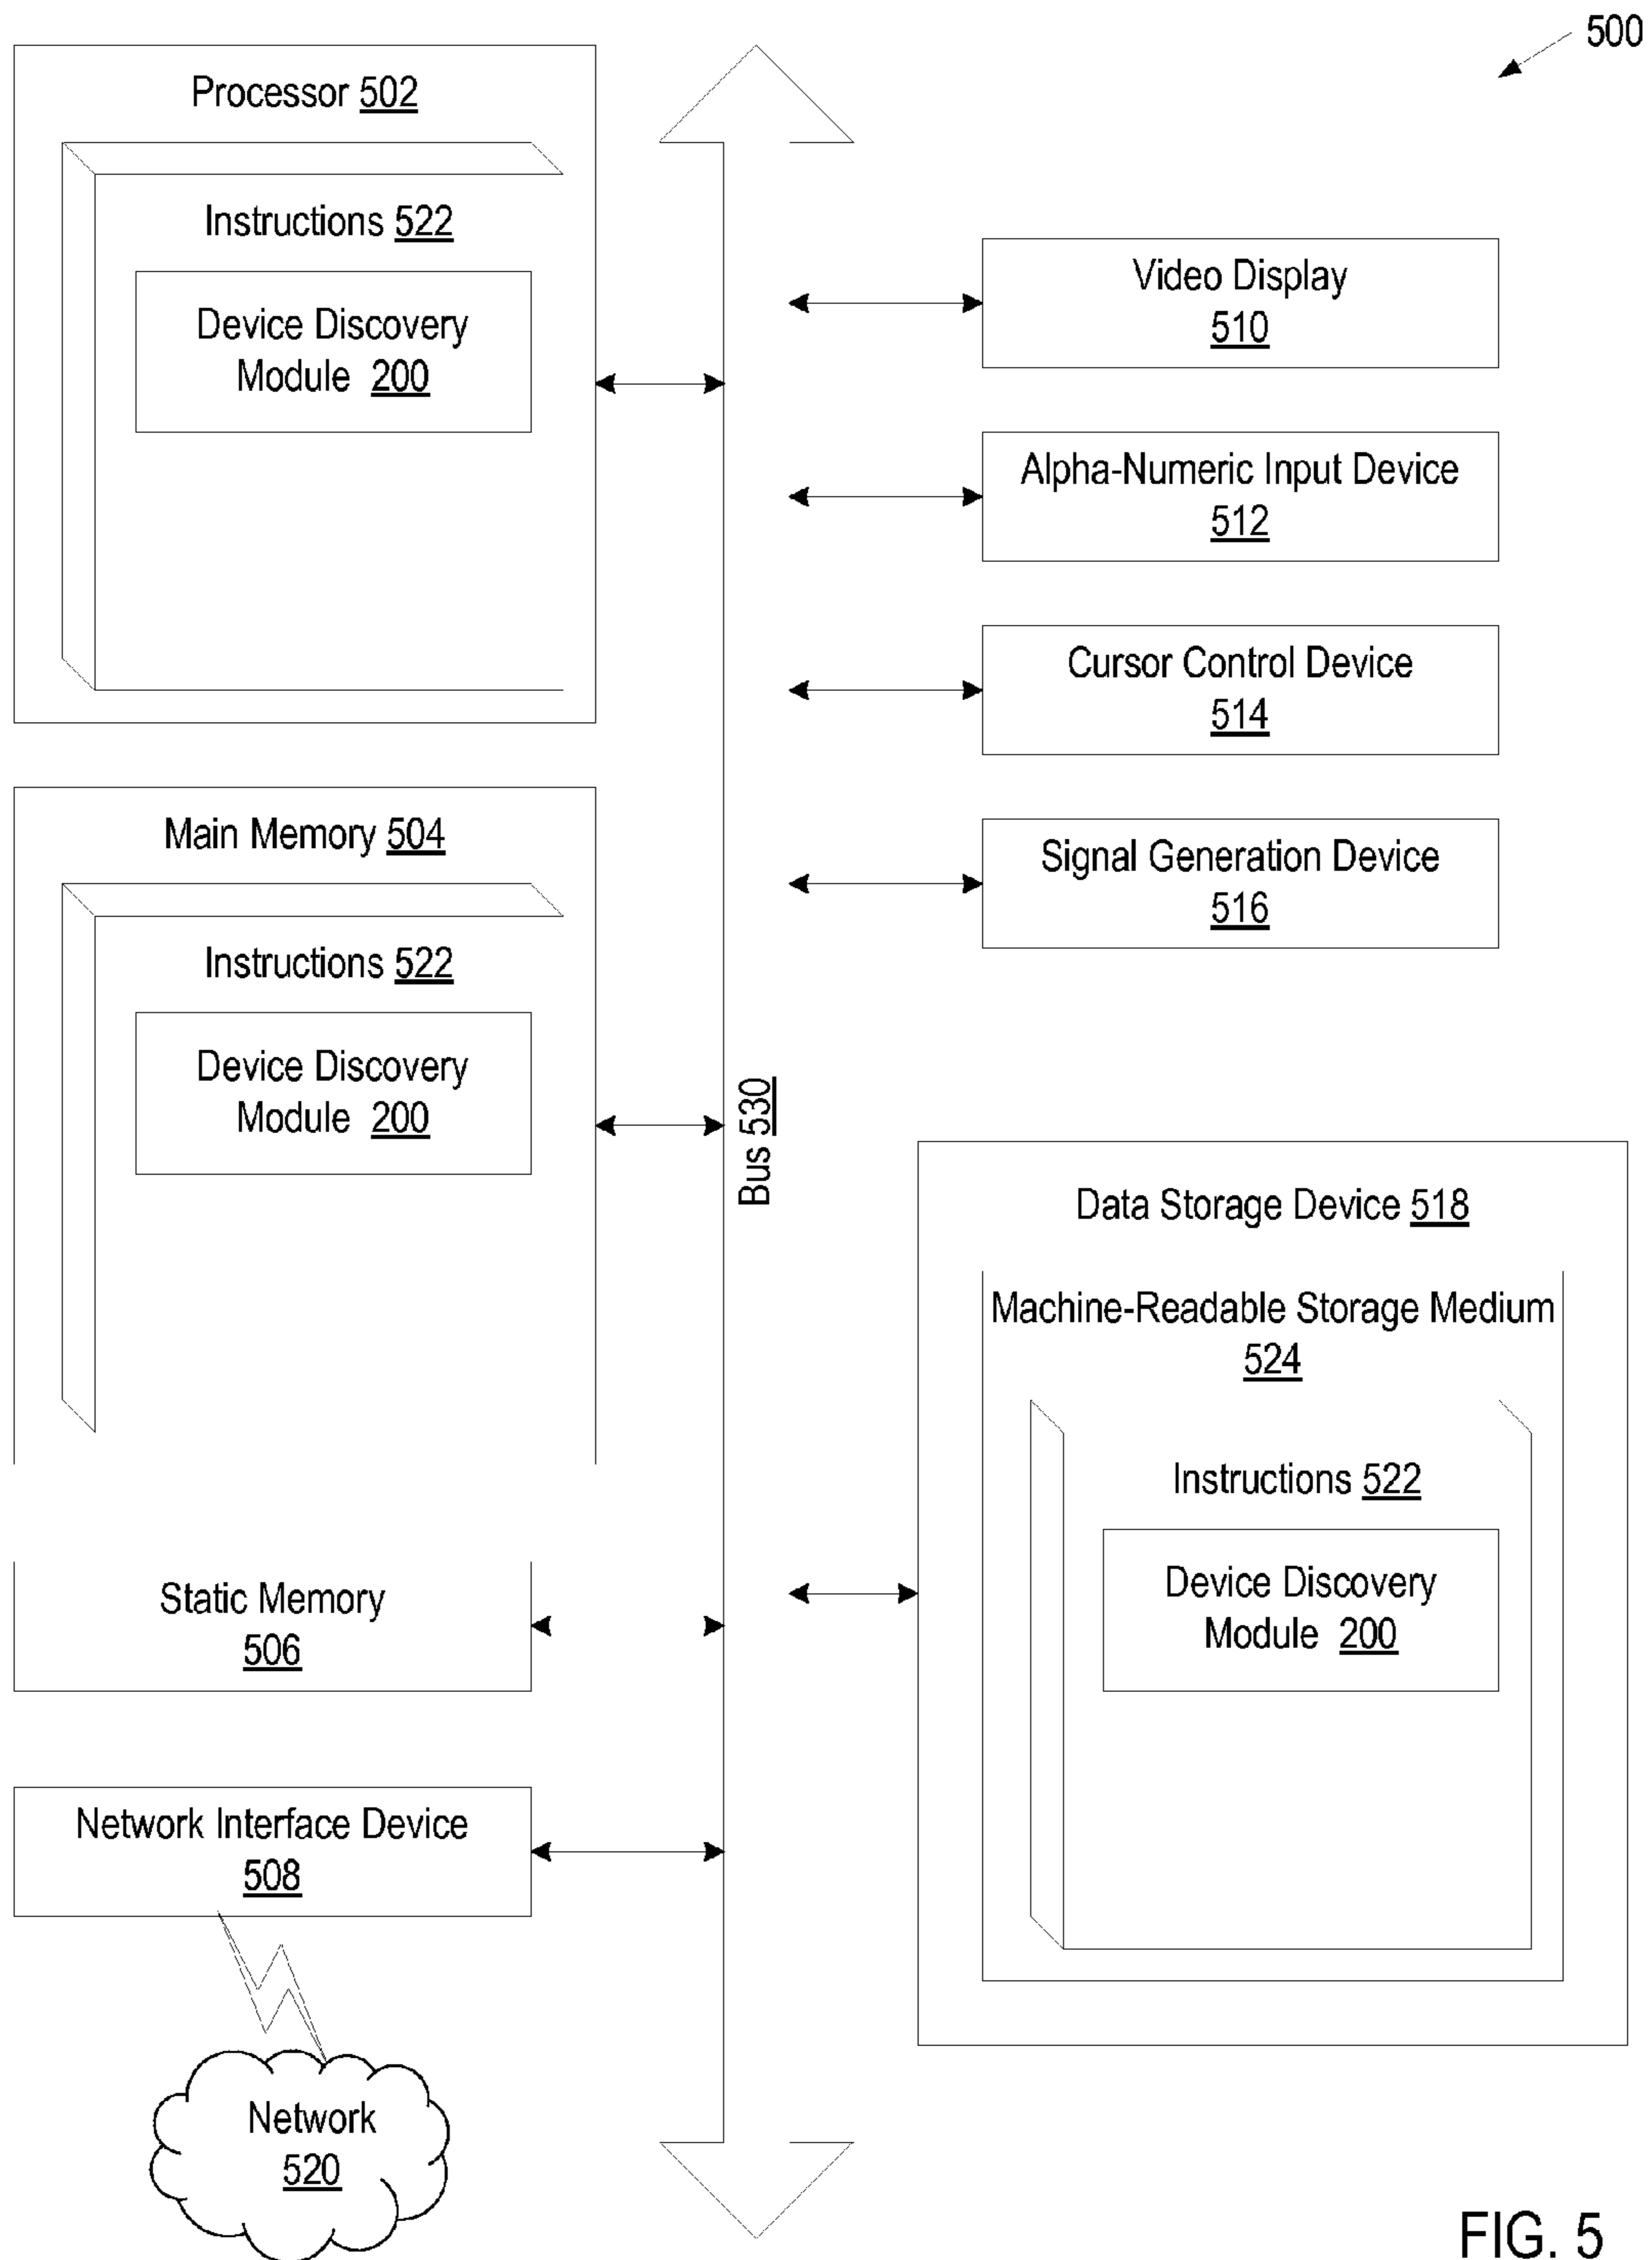 500
Processor 502
Instructions 522
Device Discovery
Module 200
Main Memory 504
Instructions 522
Device Discovery
Module 200
Static Memory
506
Network Interface Device
508
Network
520
Bus 530
Video Display
510
Alpha-Numeric Input Device
512
Cursor Control Device
514
Signal Generation Device
516
Data Storage Device 518
Machine-Readable Storage Medium
524
Instructions 522
Device Discovery
Module 200
FIG. 5